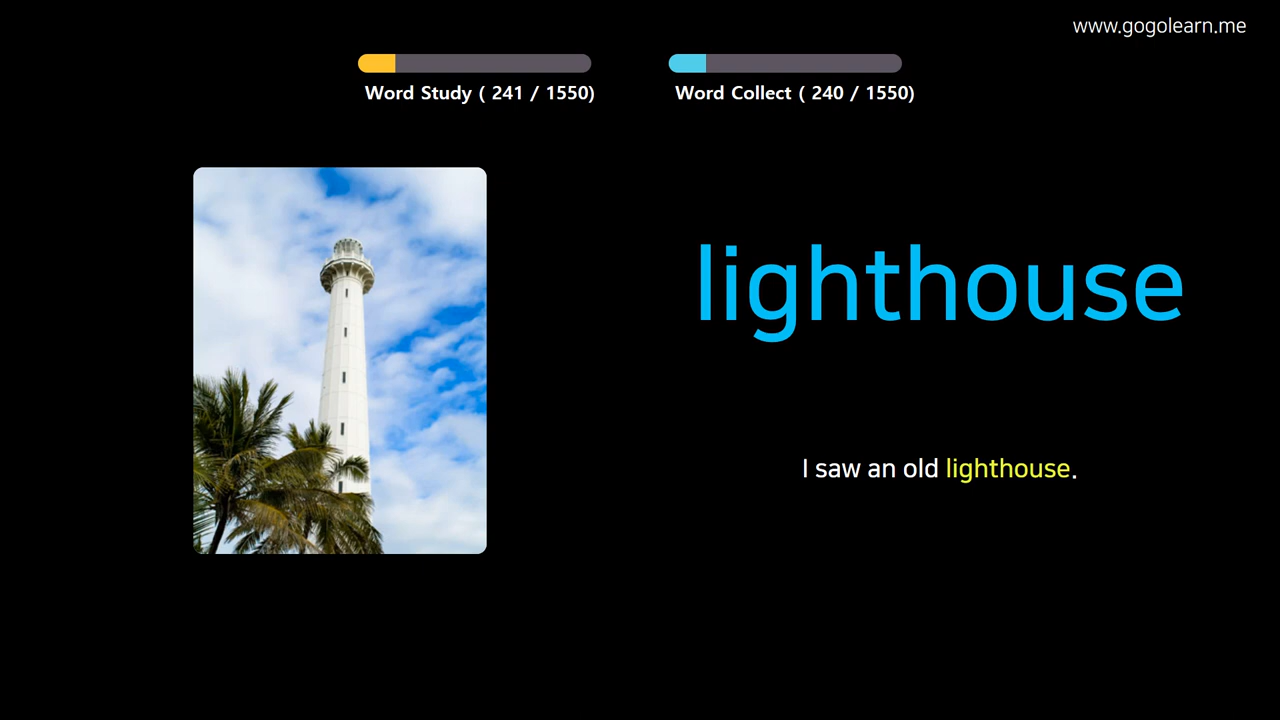 www.gogolearn.me
Word Study ( 241 / 1550)
Word Collect ( 240 / 1550)
lighthouse
I saw an old lighthouse.